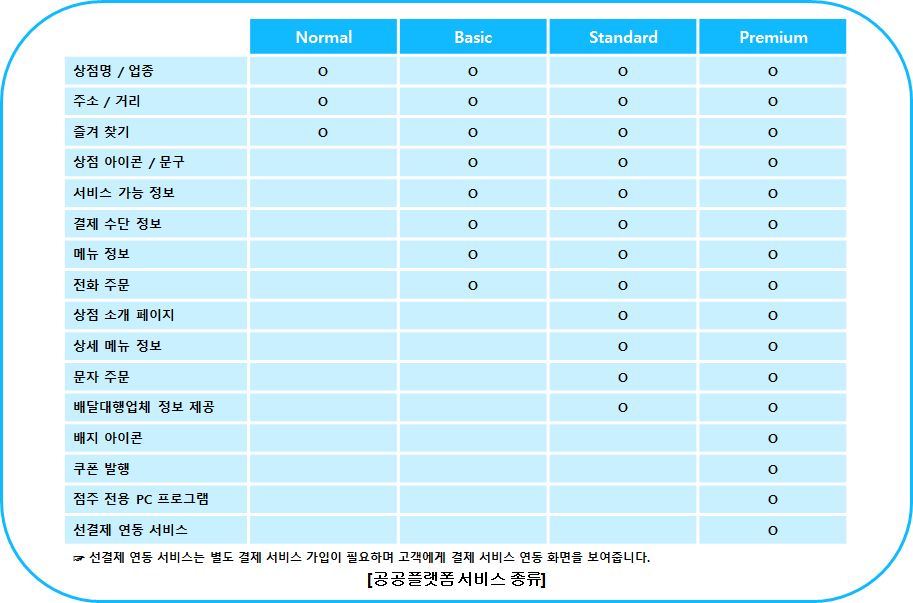 Normal Basic Standard Premium
상점명 / 업종 O O O O
주소 / 거리 O O O O
즐겨 찾기 O O O O
상점 아이콘 / 문구 O O O
서비스 가능 정보 O O O
결제 수단 정보 O O O
메뉴 정보 O O O
전화 주문 O O O
상점 소개 페이지 O O
상세 메뉴 정보 O O
문자 주문 O O
배달대행업체 정보 제공 O O
배지 아이콘 O
쿠폰 발행 O
점주 전용 PC 프로그램 O
선결제 연동 서비스 O
☞ 선결제 연동 서비스는 별도 결제 서비스 가입이 필요하며 고객에게 결제 서비스 연동 화면을 보여줍니다.
[공공플랫폼 서비스 종류]